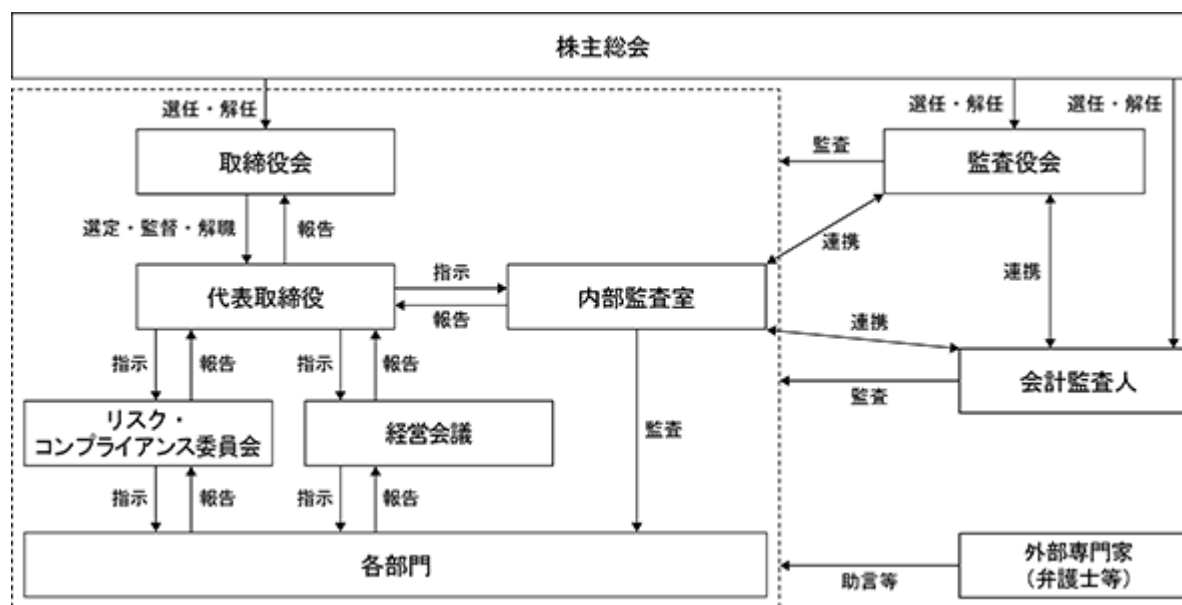 株主総会
選任・解任
選任・解任
選任・解任
取締役会
監査
監査役会
選定・監督・解職
報告
連携
連携
代表取締役
指示
報告
内部監査室
連携
指示
報告
指示
報告
会計監査人
監査
リスク・
コンプライアンス委員会
経営会議
監査
指示
報告
指示
報告
各部門
助言等
外部専門家
(弁護士等)